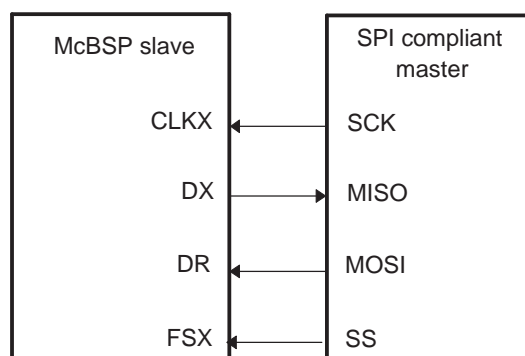 McBSP slave
SPI compliant
master
CLKX
SCK
DX
MISO
DR
MOSI
FSX
SS